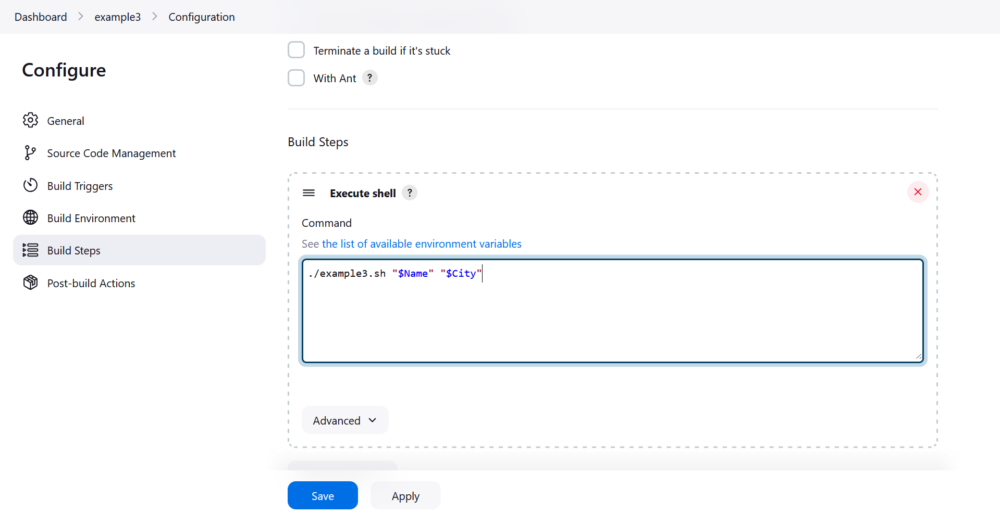 Dashboard > example3 > Configuration
Configure
General
Source Code Management
Build Triggers
Build Environment
Build Steps
Post-build Actions
Terminate a build if it's stuck
With Ant ?
Build Steps
Execute shell ?
Command
See the list of available environment variables
./example3.sh "$Name" "$City"
Advanced
Save Apply